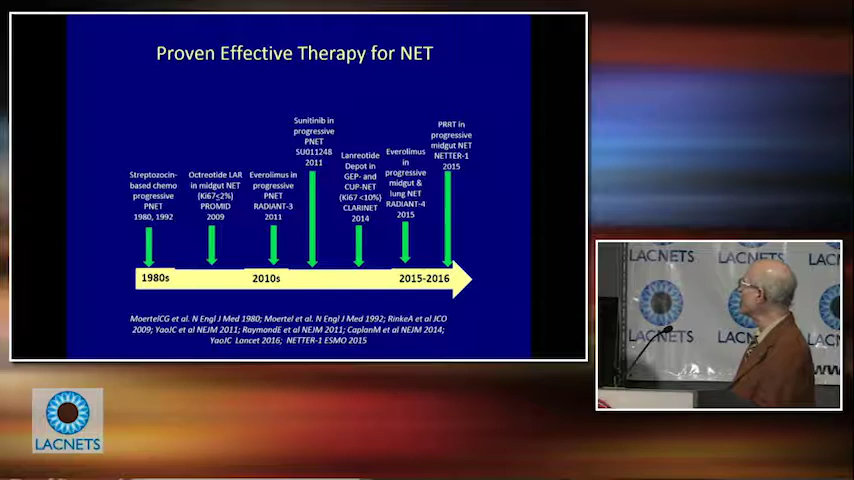 Proven Effective Therapy for NET
Streptozocin-
based chemo
progressive
PNET
1980, 1992
Octreotide LAR
in midgut NET
(Ki67≤2%)
PROMID
2009
Everolimus in
progressive
PNET
RADIANT-3
2011
Sunitinib in
progressive
PNET
SU011248
2011
Lanreotide
Depot in
GEP- and
CUP-NET
(Ki67 <10%)
CLARINET
2014
Everolimus
in
progressive
midgut &
lung NET
RADIANT-4
2015
PRRT in
progressive
midgut NET
NETTER-1
2015
1980s
2010s
2015-2016
MoertelCG et al. N Engl J Med 1980; Moertel et al. N Engl J Med 1992; RinkeA et al JCO
2009; YaoJC et al NEJM 2011; RaymondE et al NEJM 2011; CaplanM et al NEJM 2014;
YaoJC Lancet 2016; NETTER-1 ESMO 2015
LACNETS
LACNETS
LACNETS
LACN
LACNETS
LACNETS
LACN
ww